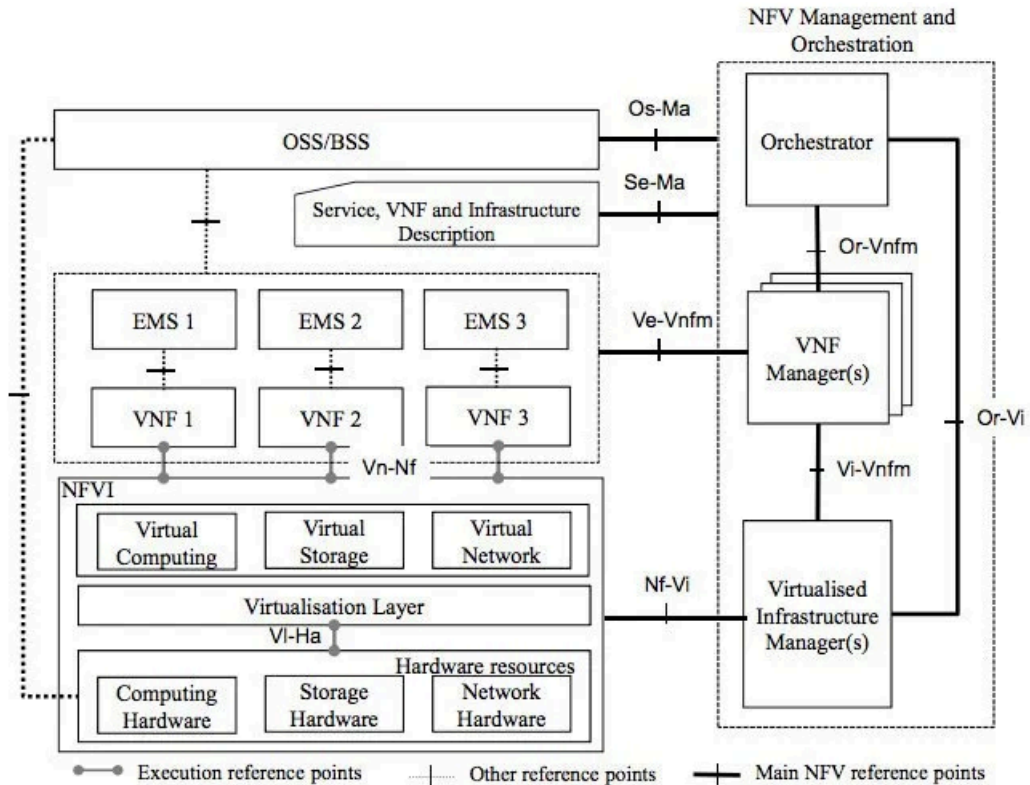 NFV Management and
Orchestration
Os-Ma
OSS/BSS
Orchestrator
Se-Ma
Service, VNF and Infrastructure
Description
Or-Vnfm
EMS 1
EMS 2
EMS 3
Ve-Vnfm
VNF
Manager(s)
VNF 1
VNF 2
VNF 3
Or-Vi
Vn-Nf
Vi-Vnfm
NFVI
Virtual
Computing
Virtual
Storage
Virtual
Network
Nf-Vi
Virtualised
Infrastructure
Manager(s)
Virtualisation Layer
Vl-Ha
Hardware resources
Computing
Hardware
Storage
Hardware
Network
Hardware
Execution reference points
Other reference points
Main NFV reference points